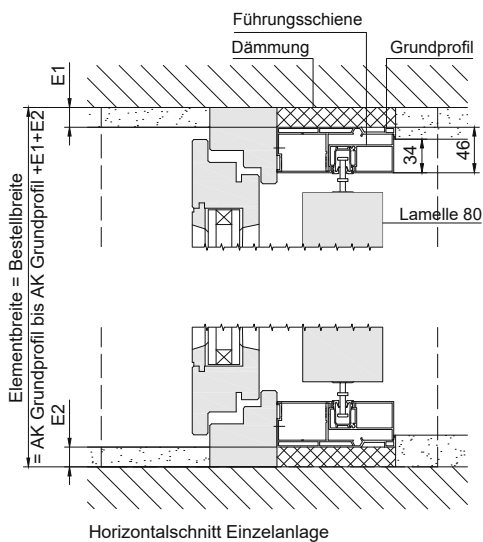 Führungsschiene
Dämmung
Grundprofil
E1
34
46
Lamelle 80
Elementbreite = Bestellbreite
= AK Grundprofil bis AK Grundprofil +E1+E2
E2
Horizontalschnitt Einzelanlage